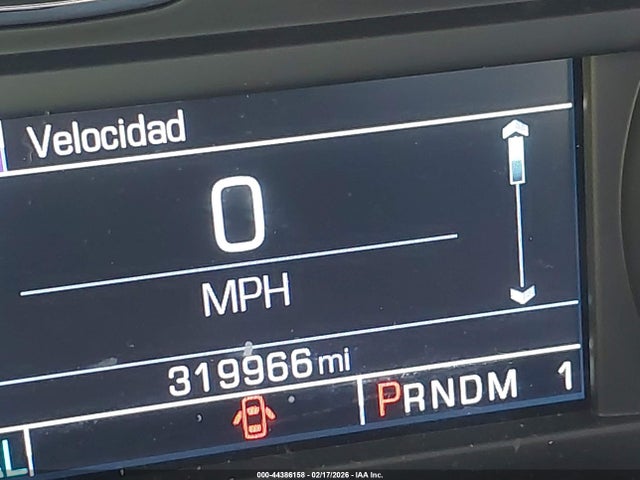 Velocidad
0
MPH
319966 mi
PRNDM 1
000-44386158 - 02/17/2026 - IAA Inc.